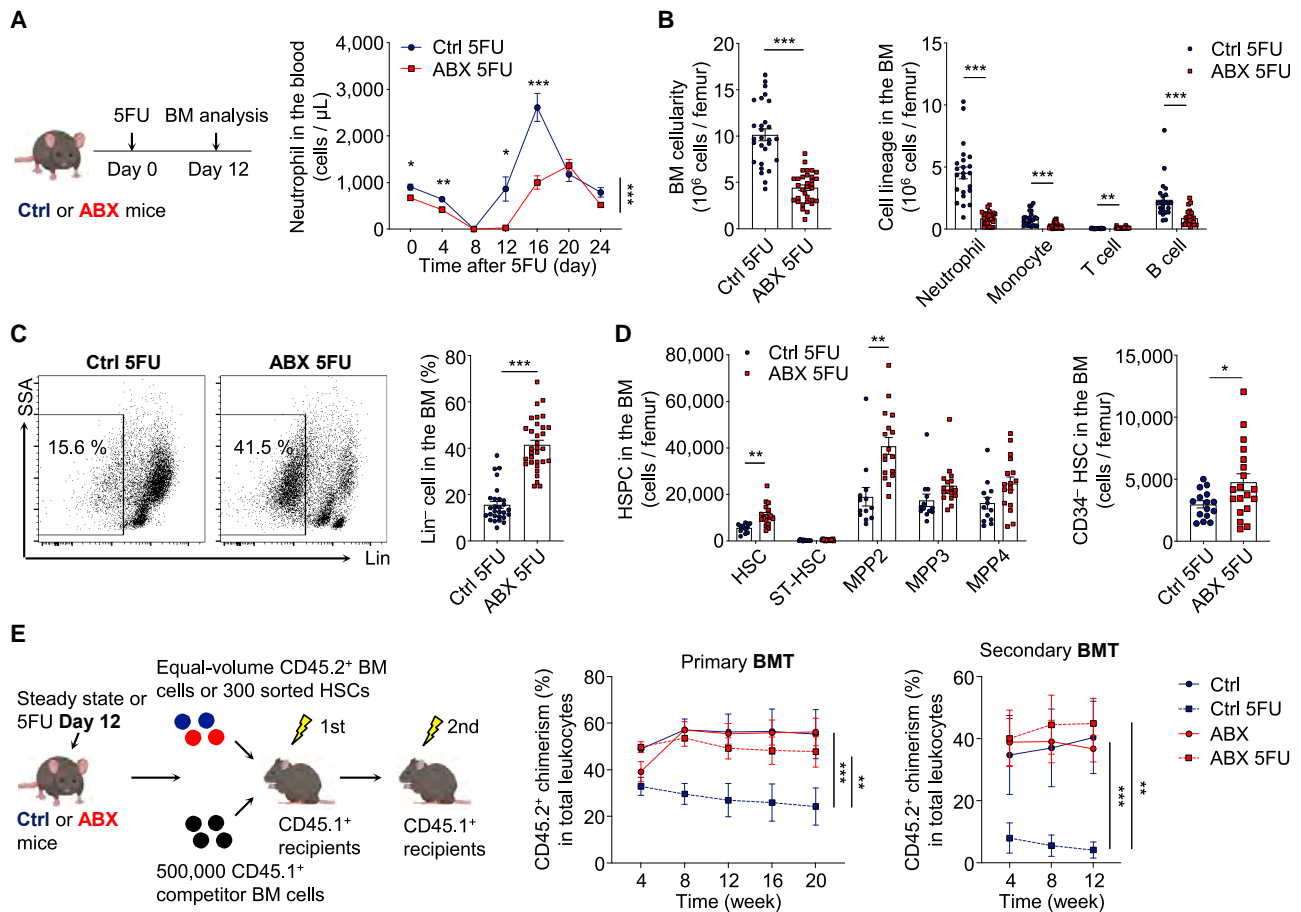 A
5FU
BM analysis
Day 0
Day 12
Ctrl or ABX mice
Neutrophil in the blood
(cells / μL)
4,000
3,000
2,000
1,000
0
Ctrl 5FU
ABX 5FU
*
**
*
***
***
0 4 8 12 16 20 24
Time after 5FU (day)
B
BM cellularity
(10⁶ cells / femur)
20
15
10
5
0
***
Ctrl 5FU
ABX 5FU
Cell lineage in the BM
(10⁶ cells / femur)
15
10
5
0
Ctrl 5FU
ABX 5FU
***
***
**
***
Neutrophil
Monocyte
T cell
B cell
C
Ctrl 5FU
ABX 5FU
SSA
15.6 %
41.5 %
Lin
Lin⁻ cell in the BM (%)
80
60
40
20
0
***
Ctrl 5FU
ABX 5FU
D
HSPC in the BM
(cells / femur)
80,000
60,000
40,000
20,000
0
Ctrl 5FU
ABX 5FU
**
**
HSC
ST-HSC
MPP2
MPP3
MPP4
CD34⁻ HSC in the BM
(cells / femur)
15,000
10,000
5,000
0
*
Ctrl 5FU
ABX 5FU
E
Steady state or
5FU Day 12
Ctrl or ABX
mice
Equal-volume CD45.2⁺ BM
cells or 300 sorted HSCs
500,000 CD45.1⁺
competitor BM cells
1st
CD45.1⁺
recipients
2nd
CD45.1⁺
recipients
Primary BMT
CD45.2⁺ chimerism (%)
in total leukocytes
80
60
40
20
0
***
**
4 8 12 16 20
Time (week)
Secondary BMT
CD45.2⁺ chimerism (%)
in total leukocytes
60
40
20
0
***
**
4 8 12
Time (week)
Ctrl
Ctrl 5FU
ABX
ABX 5FU